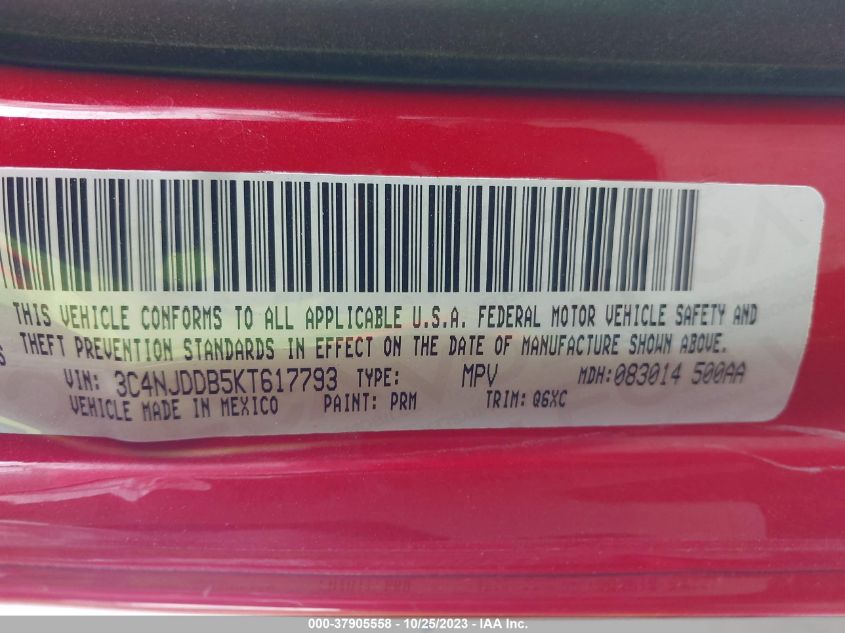 THIS VEHICLE CONFORMS TO ALL APPLICABLE U.S.A. FEDERAL MOTOR VEHICLE SAFETY AND
THEFT PREVENTION STANDARDS IN EFFECT ON THE DATE OF MANUFACTURE SHOWN ABOVE.
VIN: 3C4NJDDB5KT617793 TYPE: MPV MDH:083014 500AA
VEHICLE MADE IN MEXICO PAINT: PRM TRIM: Q6XC
000-37905558 - 10/25/2023 - IAA Inc.